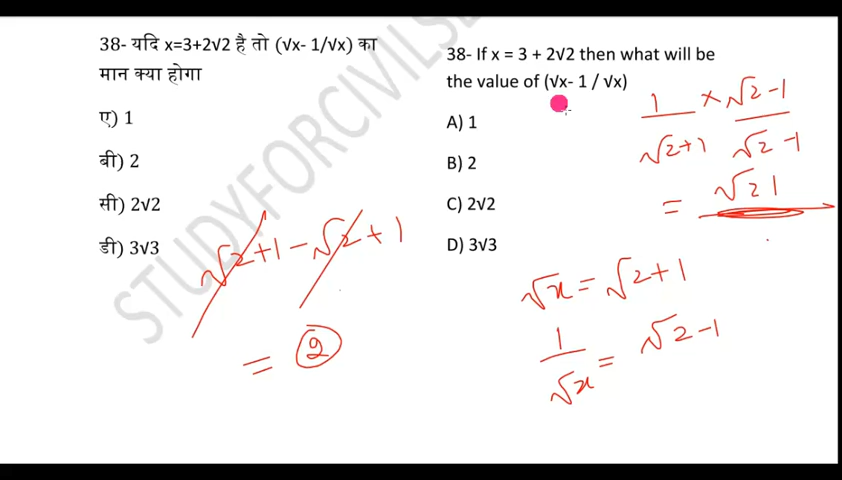 38- यदि x=3+2√2 है तो (√x- 1/√x) का
मान क्या होगा
ए) 1
बी) 2
सी) 2√2
डी) 3√3
38- If x = 3 + 2√2 then what will be
the value of (√x- 1 / √x)
A) 1
B) 2
C) 2√2
D) 3√3
1 × √2-1
√2+1 √2-1
= √2 1
√x = √2+1
1
√x = √2-1
√2+1-√2+1
= 2
STUDYFORCIVILSE